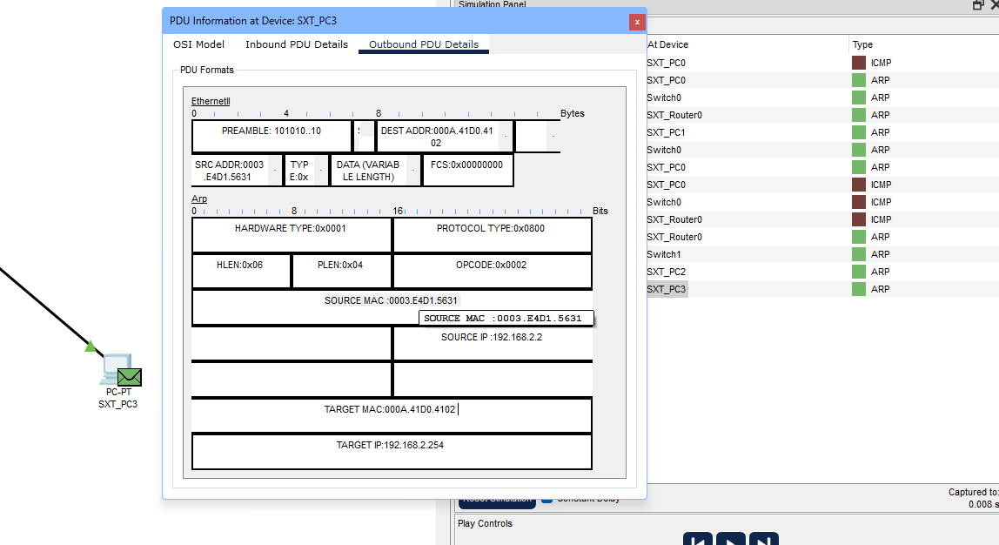 Simulation Panel
PDU Information at Device: SXT_PC3
x
OSI Model Inbound PDU Details Outbound PDU Details
PDU Formats
EthernetII
0 4 8 Bytes
PREAMBLE: 101010..10
DEST ADDR:000A.41D0.41
02
SRC ADDR:0003
.E4D1.5631
TYP
E:0x
DATA (VARIAB
LE LENGTH)
FCS:0x00000000
Arp
0 8 16 Bits
HARDWARE TYPE:0x0001 PROTOCOL TYPE:0x0800
HLEN:0x06 PLEN:0x04 OPCODE:0x0002
SOURCE MAC :0003.E4D1.5631
SOURCE MAC :0003.E4D1.5631
SOURCE IP :192.168.2.2
TARGET MAC:000A.41D0.4102
TARGET IP:192.168.2.254
At Device Type
SXT_PC0 ICMP
SXT_PC0 ARP
Switch0 ARP
SXT_Router0 ARP
SXT_PC1 ARP
Switch0 ARP
SXT_PC0 ARP
SXT_PC0 ICMP
Switch0 ICMP
SXT_Router0 ICMP
SXT_Router0 ARP
Switch1 ARP
SXT_PC2 ARP
SXT_PC3 ARP
PC-PT
SXT_PC3
Reset Simulation Constant Delay
Captured to:
0.008 s
Play Controls